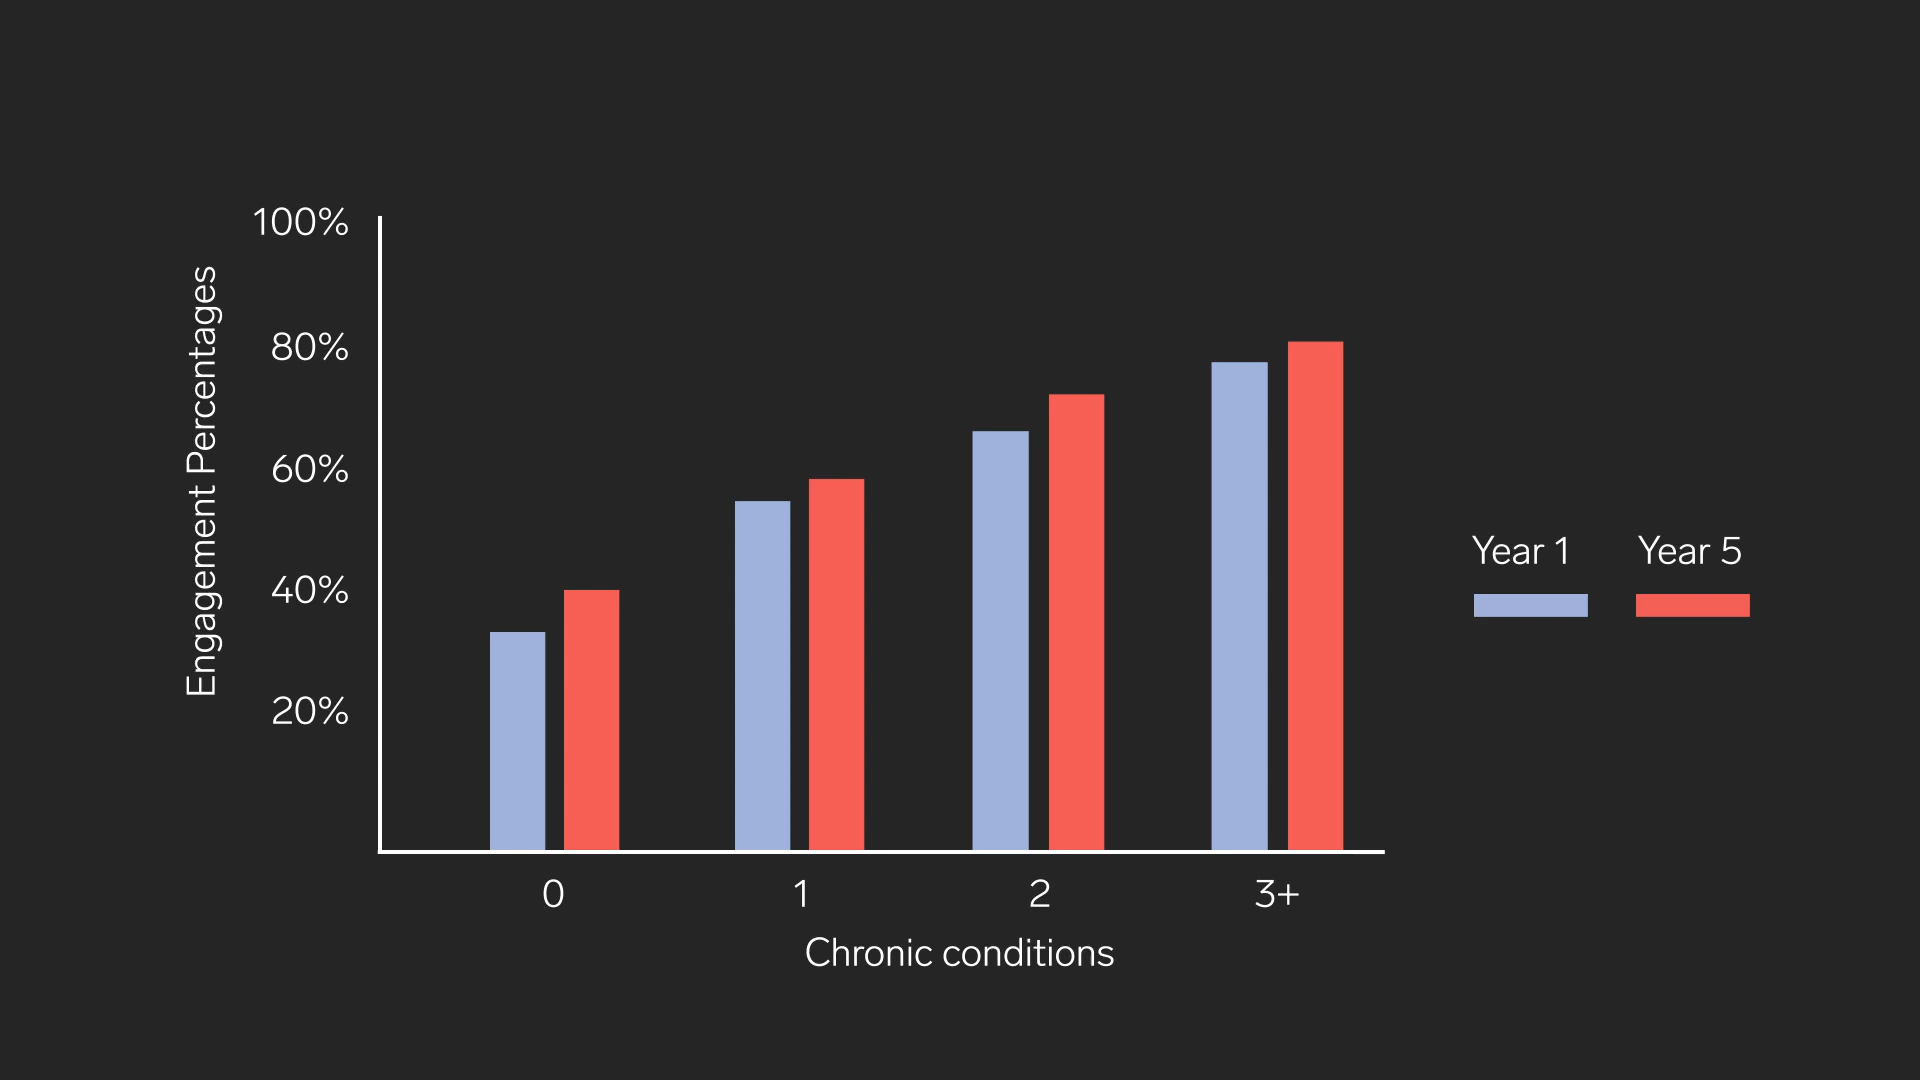 100%
80%
60%
40%
20%
Engagement Percentages
0
1
2
3+
Chronic conditions
Year 1
Year 5